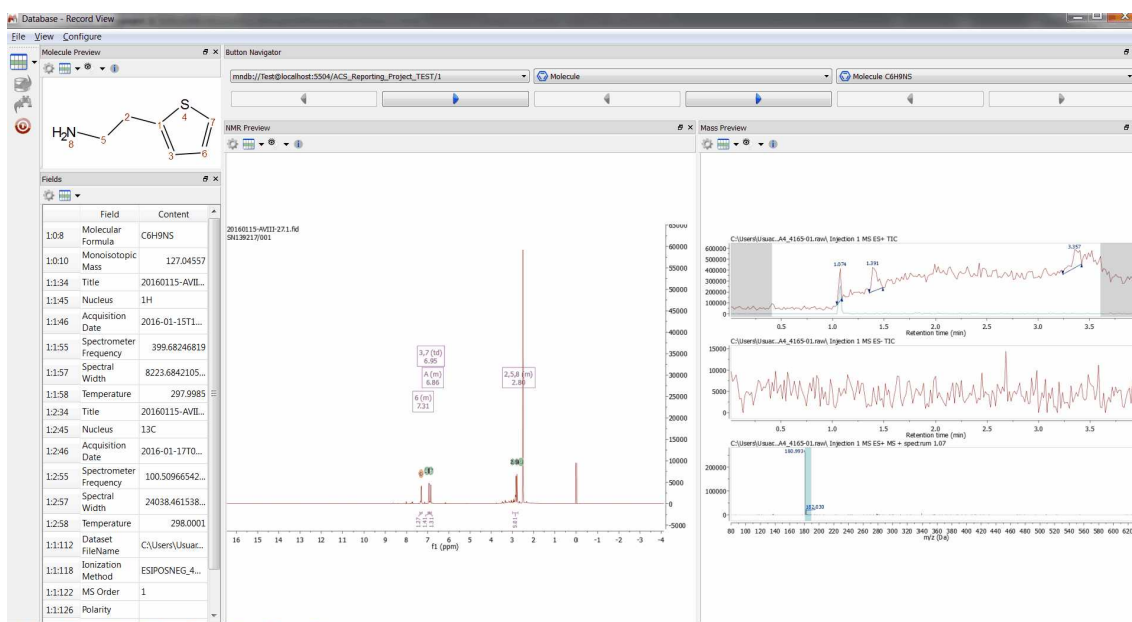 Database - Record View
File View Configure
Molecule Preview
S
4
7
2
1
H₂N
8
5
3
6
Fields
Field Content
1:0:8 Molecular Formula C6H9NS
1:0:10 Monoisotopic Mass 127.04557
1:1:34 Title 20160115-AVII...
1:1:45 Nucleus 1H
1:1:46 Acquisition Date 2016-01-15T1...
1:1:55 Spectrometer Frequency 399.68246819
1:1:57 Spectral Width 8223.6842105...
1:1:58 Temperature 297.9985
1:2:34 Title 20160115-AVII...
1:2:45 Nucleus 13C
1:2:46 Acquisition Date 2016-01-17T0...
1:2:55 Spectrometer Frequency 100.50966542...
1:2:57 Spectral Width 24038.461538...
1:2:58 Temperature 298.0001
1:1:112 Dataset FileName C:\Users\Usuar...
1:1:118 Ionization Method ESIPOSNEG_4...
1:1:122 MS Order 1
1:1:126 Polarity
Button Navigator
mndb://Test@localhost:5504/ACS_Reporting_Project_TEST/1
Molecule
Molecule C6H9NS
NMR Preview
20160115-AVIII-27.1.fid
SN139217/001
3,7 (td)
6.95
A (m)
6.86
6 (m)
7.31
2,5,8 (m)
2.80
65000
60000
55000
50000
45000
40000
35000
30000
25000
20000
15000
10000
5000
0
-5000
16 15 14 13 12 11 10 9 8 7 6 5 4 3 2 1 0 -1 -2 -3 -4
f1 (ppm)
Mass Preview
C:\Users\Usuar...A4_4165-01.raw\ Injection 1 MS ES+ TIC
600000
500000
400000
300000
200000
100000
0
1.074
1.391
3.357
0.5 1.0 1.5 2.0 2.5 3.0 3.5
Retention time (min)
C:\Users\Usuar...A4_4165-01.raw\ Injection 1 MS ES- TIC
15000
10000
5000
0
0.5 1.0 1.5 2.0 2.5 3.0 3.5
Retention time (min)
C:\Users\Usuar...A4_4165-01.raw\ Injection 1 MS ES+ MS + spectrum 1.07
200000
100000
0
80 100 120 140 160 180 200 220 240 260 280 300 320 340 360 380 400 420 440 460 480 500 520 540 560 580 600 620
m/z (Da)